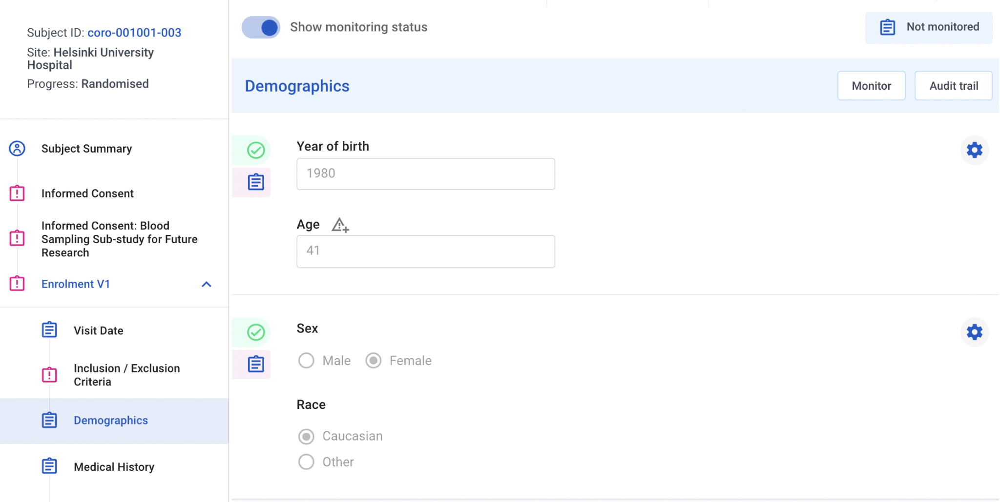 Subject ID: coro-001001-003
Site: Helsinki University
Hospital
Progress: Randomised
Subject Summary
Informed Consent
Informed Consent: Blood
Sampling Sub-study for Future
Research
Enrolment V1
Visit Date
Inclusion / Exclusion
Criteria
Demographics
Medical History
Show monitoring status
Not monitored
Demographics
Monitor
Audit trail
Year of birth
1980
Age
41
Sex
Male
Female
Race
Caucasian
Other